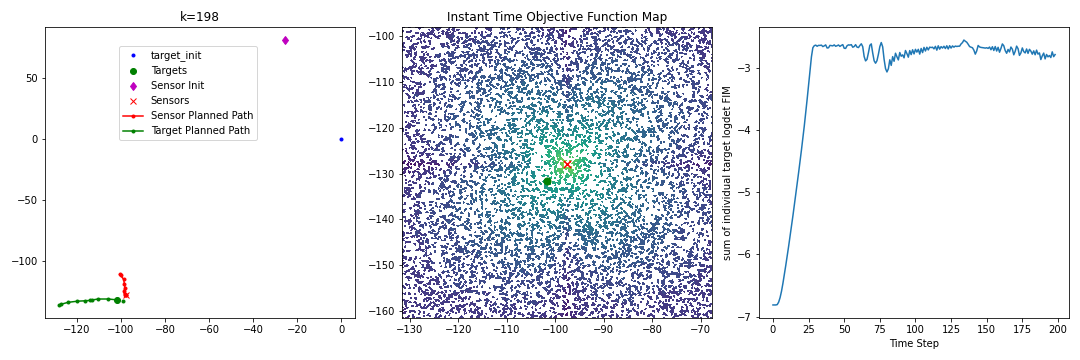 k=198
target_init
Targets
Sensor Init
Sensors
Sensor Planned Path
Target Planned Path
50
0
−50
−100
−120 −100 −80 −60 −40 −20 0
Instant Time Objective Function Map
−100
−110
−120
−130
−140
−150
−160
−130 −120 −110 −100 −90 −80 −70
sum of individual target logdet FIM
−3
−4
−5
−6
−7
0 25 50 75 100 125 150 175 200
Time Step